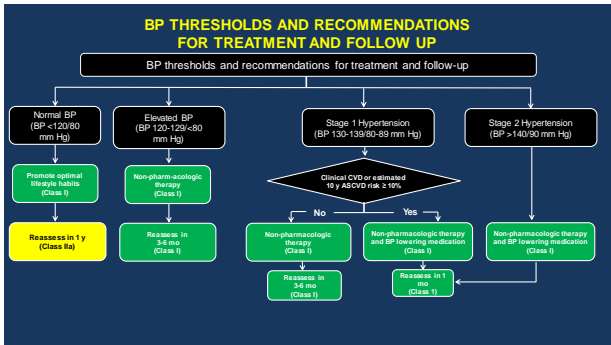 BP THRESHOLDS AND RECOMMENDATIONS
FOR TREATMENT AND FOLLOW UP
BP thresholds and recommendations for treatment and follow-up
Normal BP
(BP <120/80
mm Hg)
Elevated BP
(BP 120-129/<80
mm Hg)
Stage 1 Hypertension
(BP 130-139/80-89 mm Hg)
Stage 2 Hypertension
(BP >140/90 mm Hg)
Promote optimal
lifestyle habits
(Class I)
Non-pharm-acologic
therapy
(Class I)
Clinical CVD or estimated
10 y ASCVD risk ≥ 10%
No
Yes
Reassess in 1 y
(Class IIa)
Reassess in
3-6 mo
(Class I)
Non-pharmacologic
therapy
(Class I)
Non-pharmacologic therapy
and BP lowering medication
(Class I)
Non-pharmacologic therapy
and BP lowering medication
(Class I)
Reassess in
3-6 mo
(Class I)
Reassess in 1
mo
(Class 1)